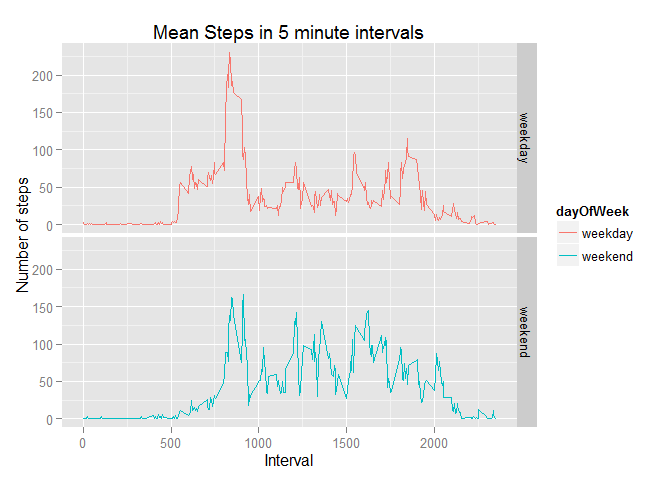 Mean Steps in 5 minute intervals
Number of steps
200
150
100
50
0
weekday
200
150
100
50
0
weekend
0
500
1000
1500
2000
Interval
dayOfWeek
weekday
weekend